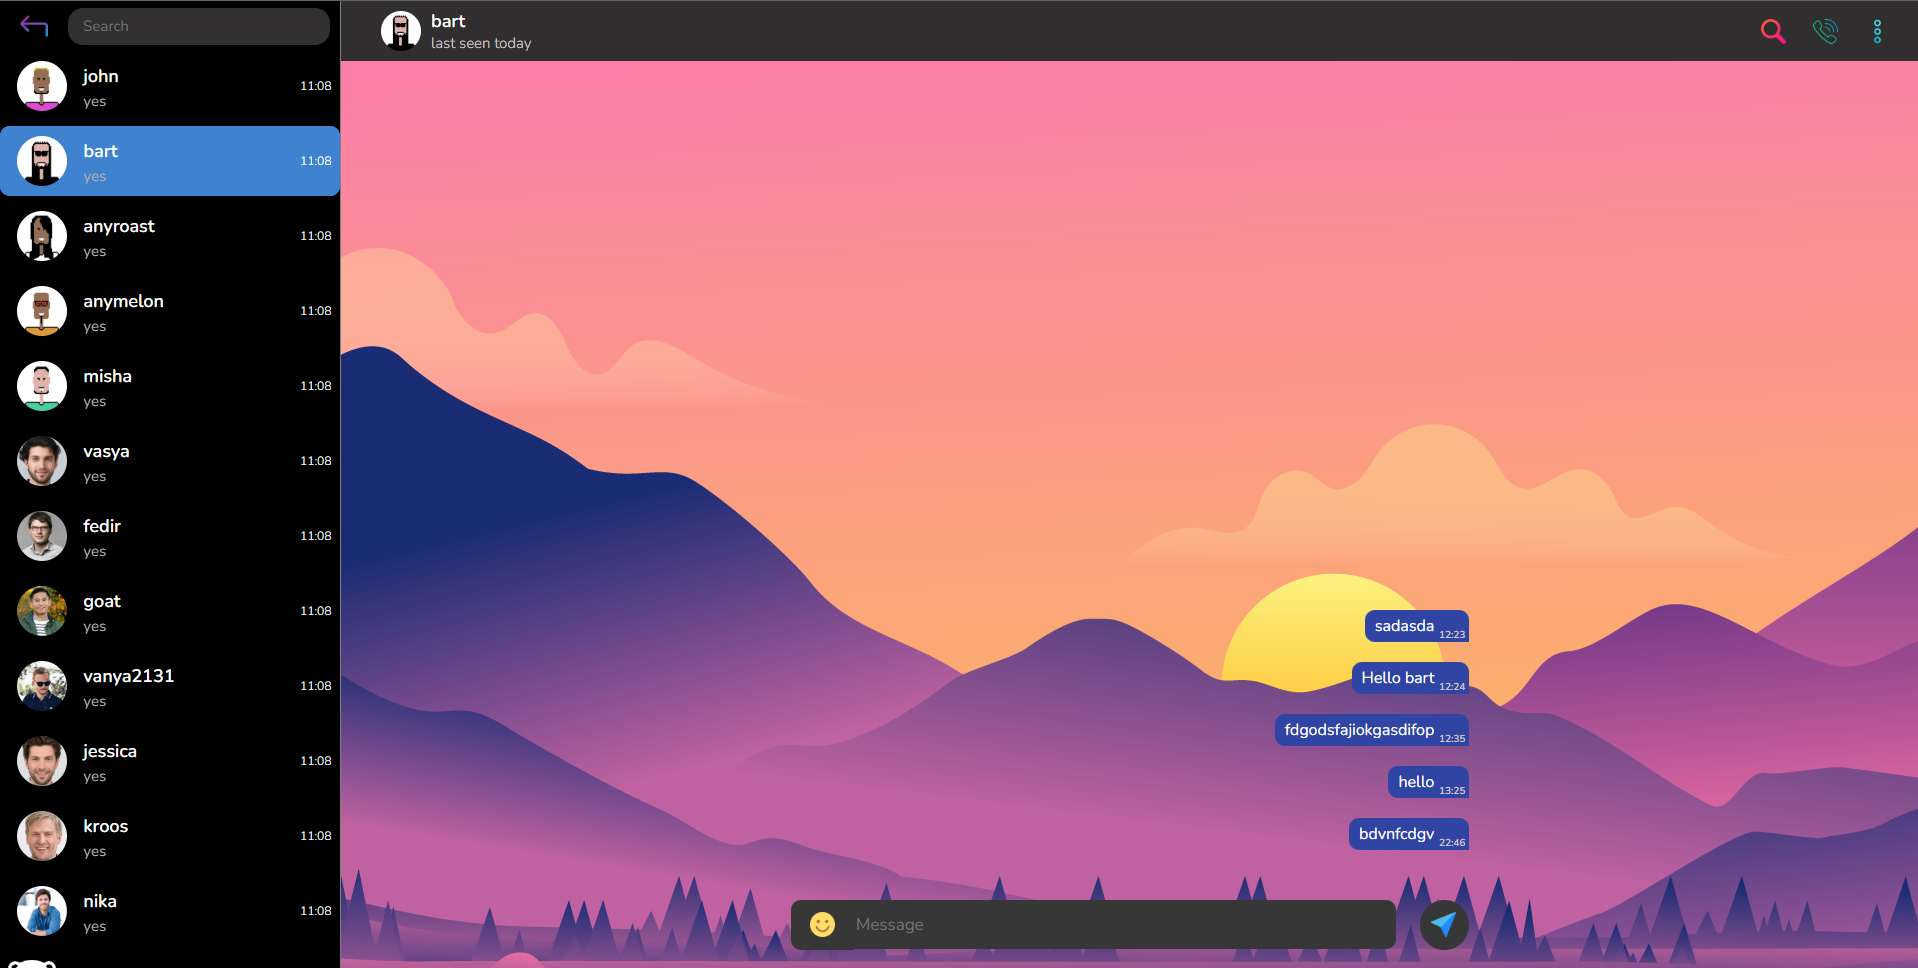 Search
john
yes
11:08
bart
yes
11:08
anyroast
yes
11:08
anymelon
yes
11:08
misha
yes
11:08
vasya
yes
11:08
fedir
yes
11:08
goat
yes
11:08
vanya2131
yes
11:08
jessica
yes
11:08
kroos
yes
11:08
nika
yes
11:08
bart
last seen today
sadasda 12:23
Hello bart 12:24
fdgodsfajiokgasdifop 12:35
hello 13:25
bdvnfcdgv 22:46
Message